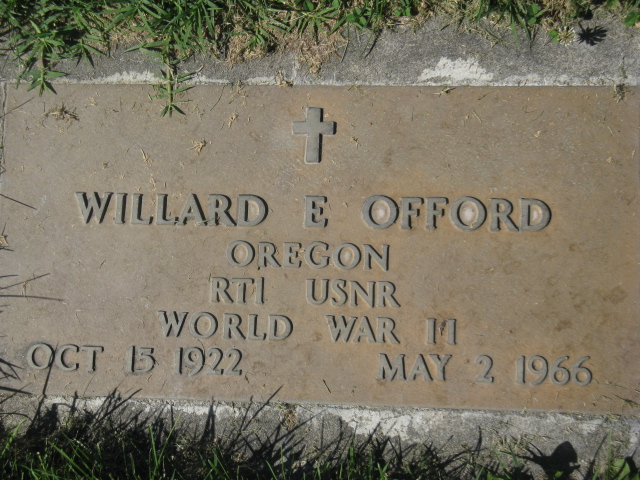 WILLARD E OFFORD
OREGON
RT1 USNR
WORLD WAR II
OCT 15 1922 MAY 2 1966